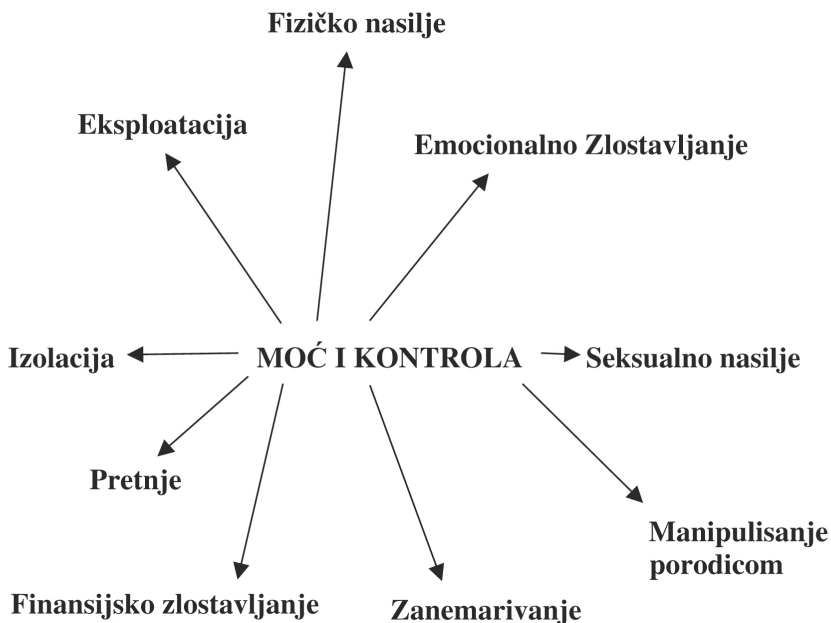 Fizičko nasilje
Eksploatacija
Emocionalno Zlostavljanje
Izolacija
MOĆ I KONTROLA
Seksualno nasilje
Pretnje
Manipulisanje
porodicom
Finansijsko zlostavljanje
Zanemarivanje